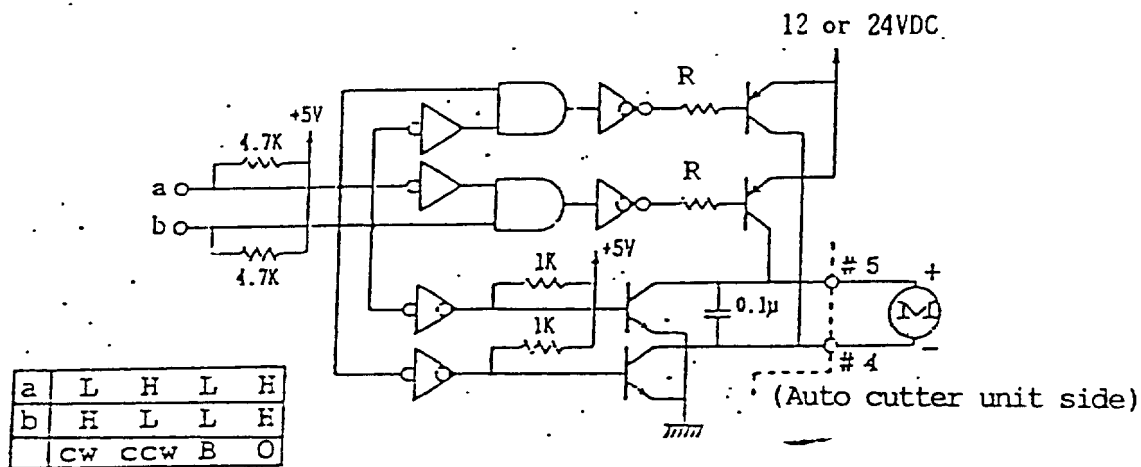 12 or 24VDC
R
+5V
4.7K
a
R
b
4.7K
+5V
1K
# 5
+
0.1μ
M
1K
−
# 4
(Auto cutter unit side)
a L H L H
b H L L H
CW CCW B O